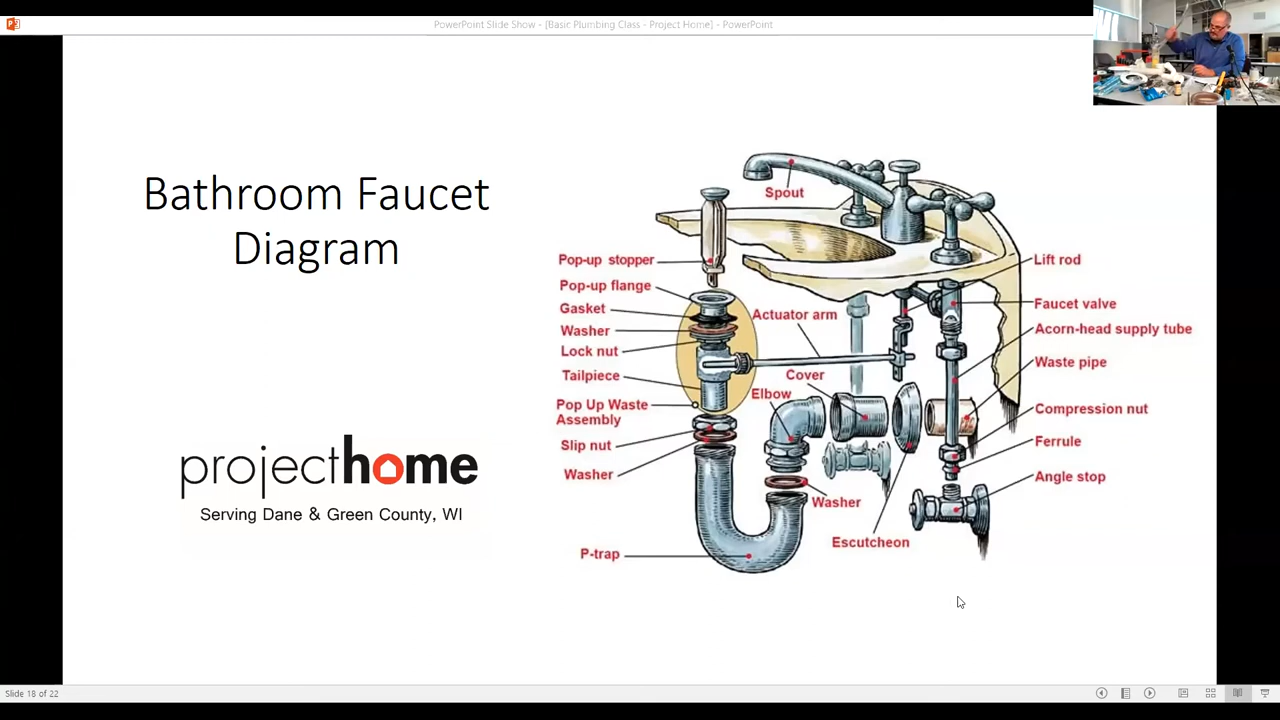 PowerPoint Slide Show - [Basic Plumbing Class - Project Home] - PowerPoint
Bathroom Faucet
Diagram
projecthome
Serving Dane & Green County, WI
Spout
Pop-up stopper
Pop-up flange
Gasket
Washer
Lock nut
Tailpiece
Pop Up Waste
Assembly
Slip nut
Washer
P-trap
Actuator arm
Cover
Elbow
Washer
Escutcheon
Lift rod
Faucet valve
Acorn-head supply tube
Waste pipe
Compression nut
Ferrule
Angle stop
Slide 18 of 22